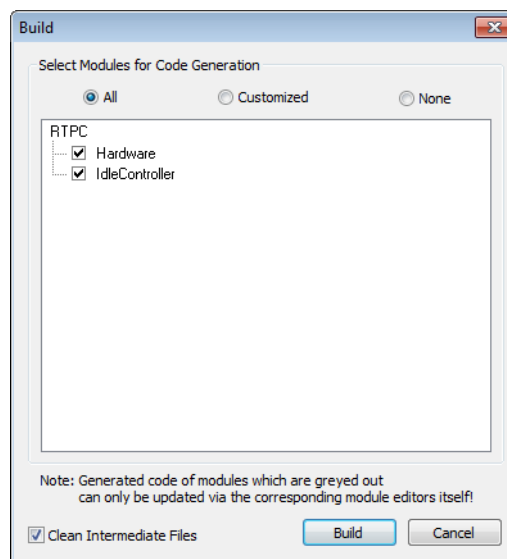 Build
Select Modules for Code Generation
All Customized None
RTPC
Hardware
IdleController
Note: Generated code of modules which are greyed out
can only be updated via the corresponding module editors itself!
Clean Intermediate Files Build Cancel